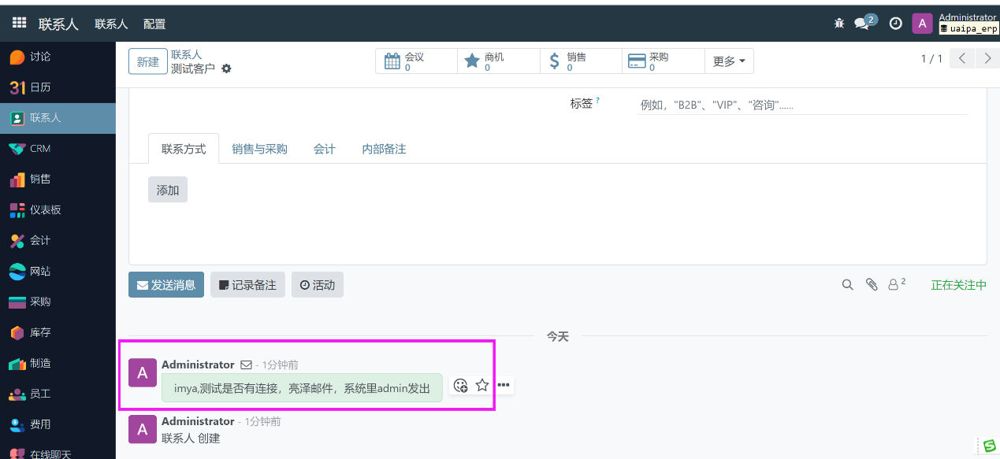 联系人 联系人 配置 2 A Administrator
uaipa_erp
讨论
31 日历
联系人
CRM
销售
仪表板
会计
网站
采购
库存
制造
员工
费用
在线聊天
新建 联系人
测试客户
会议
0
商机
0
销售
0
采购
0
更多
1 / 1
标签 ? 例如，"B2B"、"VIP"、"咨询"......
联系方式 销售与采购 会计 内部备注
添加
发送消息 记录备注 活动 2 正在关注中
今天
A Administrator - 1分钟前
imya,测试是否有连接，亮泽邮件，系统里admin发出
A Administrator - 1分钟前
联系人 创建